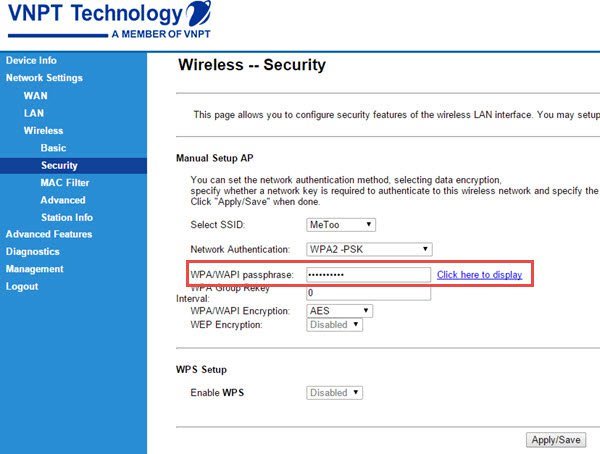 VNPT Technology
A MEMBER OF VNPT
Device Info
Network Settings
WAN
LAN
Wireless
Basic
Security
MAC Filter
Advanced
Station Info
Advanced Features
Diagnostics
Management
Logout
Wireless -- Security
This page allows you to configure security features of the wireless LAN interface. You may setup
Manual Setup AP
You can set the network authentication method, selecting data encryption,
specify whether a network key is required to authenticate to this wireless network and specify the
Click "Apply/Save" when done.
Select SSID: MeToo
Network Authentication: WPA2 -PSK
WPA/WAPI passphrase: •••••••••• Click here to display
WPA Group Rekey
Interval: 0
WPA/WAPI Encryption: AES
WEP Encryption: Disabled
WPS Setup
Enable WPS Disabled
Apply/Save